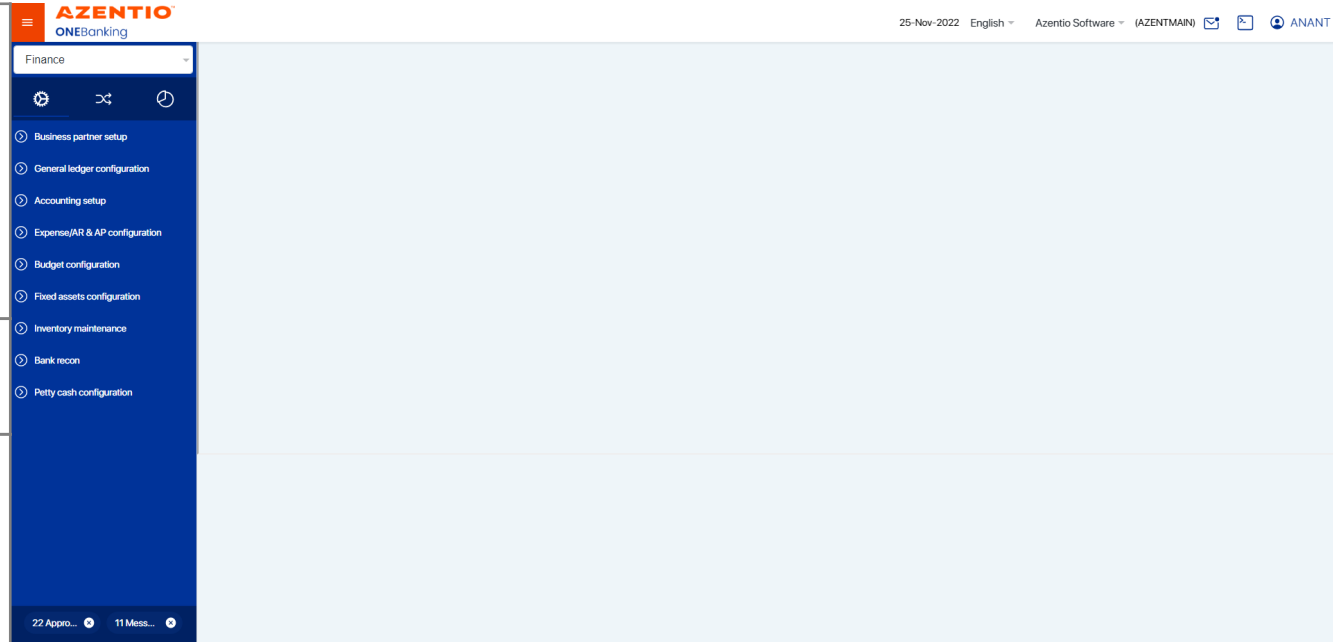 AZENTIO
ONEBanking
25-Nov-2022 English Azentio Software (AZENTMAIN) ANANT
Finance
Business partner setup
General ledger configuration
Accounting setup
Expense/AR & AP configuration
Budget configuration
Fixed assets configuration
Inventory maintenance
Bank recon
Petty cash configuration
22 Appro... 11 Mess...